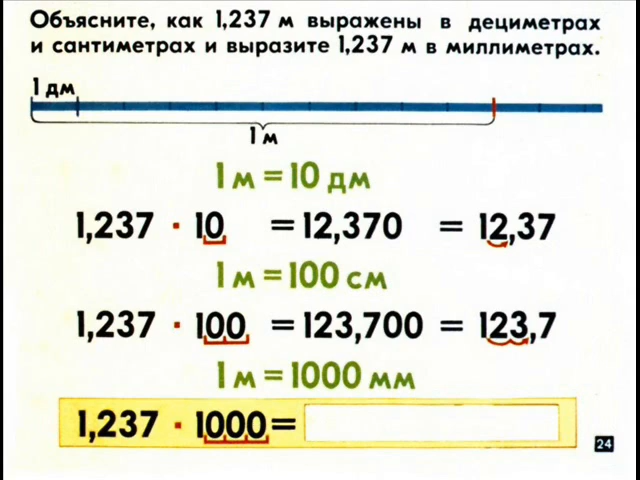 Объясните, как 1,237 м выражены в дециметрах
и сантиметрах и выразите 1,237 м в миллиметрах.
1 дм
1 м
1 м = 10 дм
1,237 · 10 = 12,370 = 12,37
1 м = 100 см
1,237 · 100 = 123,700 = 123,7
1 м = 1000 мм
1,237 · 1000 =
24